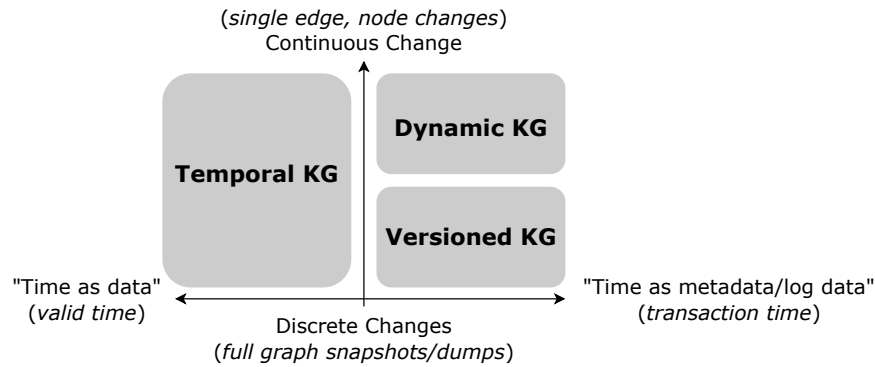 (single edge, node changes)
Continuous Change
Temporal KG
Dynamic KG
Versioned KG
"Time as data"
(valid time)
"Time as metadata/log data"
(transaction time)
Discrete Changes
(full graph snapshots/dumps)